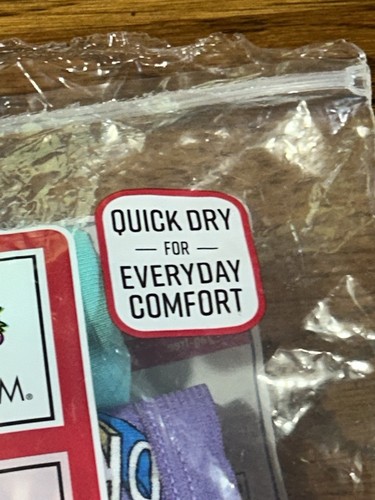 QUICK DRY
— FOR —
EVERYDAY
COMFORT
M®